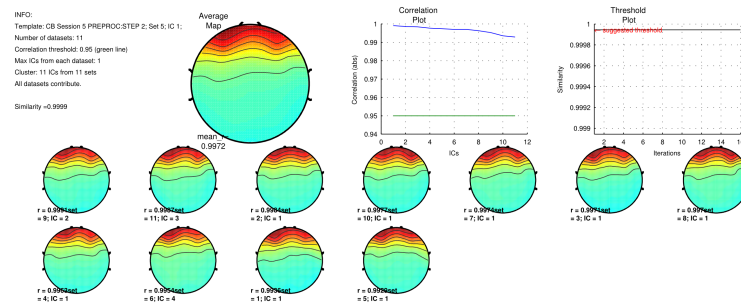 INFO:
Template: CB Session 5 PREPROC:STEP 2; Set 5; IC 1;
Number of datasets: 11
Correlation threshold: 0.95 (green line)
Max ICs from each dataset: 1
Cluster: 11 ICs from 11 sets
All datasets contribute.
Similarity =0.9999
Average
Map
mean_r=
0.9972
Correlation
Plot
Correlation (abs)
1
0.99
0.98
0.97
0.96
0.95
0.94
0 2 4 6 8 10 12
ICs
Threshold
Plot
suggested threshold
Similarity
1
0.9998
0.9996
0.9994
0.9992
0.999
2 4 6 8 10 12 14
Iterations
= 9; IC = 2
= 11; IC = 3
= 2; IC = 1
= 10; IC = 1
= 7; IC = 1
= 3; IC = 1
= 8; IC = 1
= 4; IC = 1
= 6; IC = 4
= 1; IC = 1
= 5; IC = 1